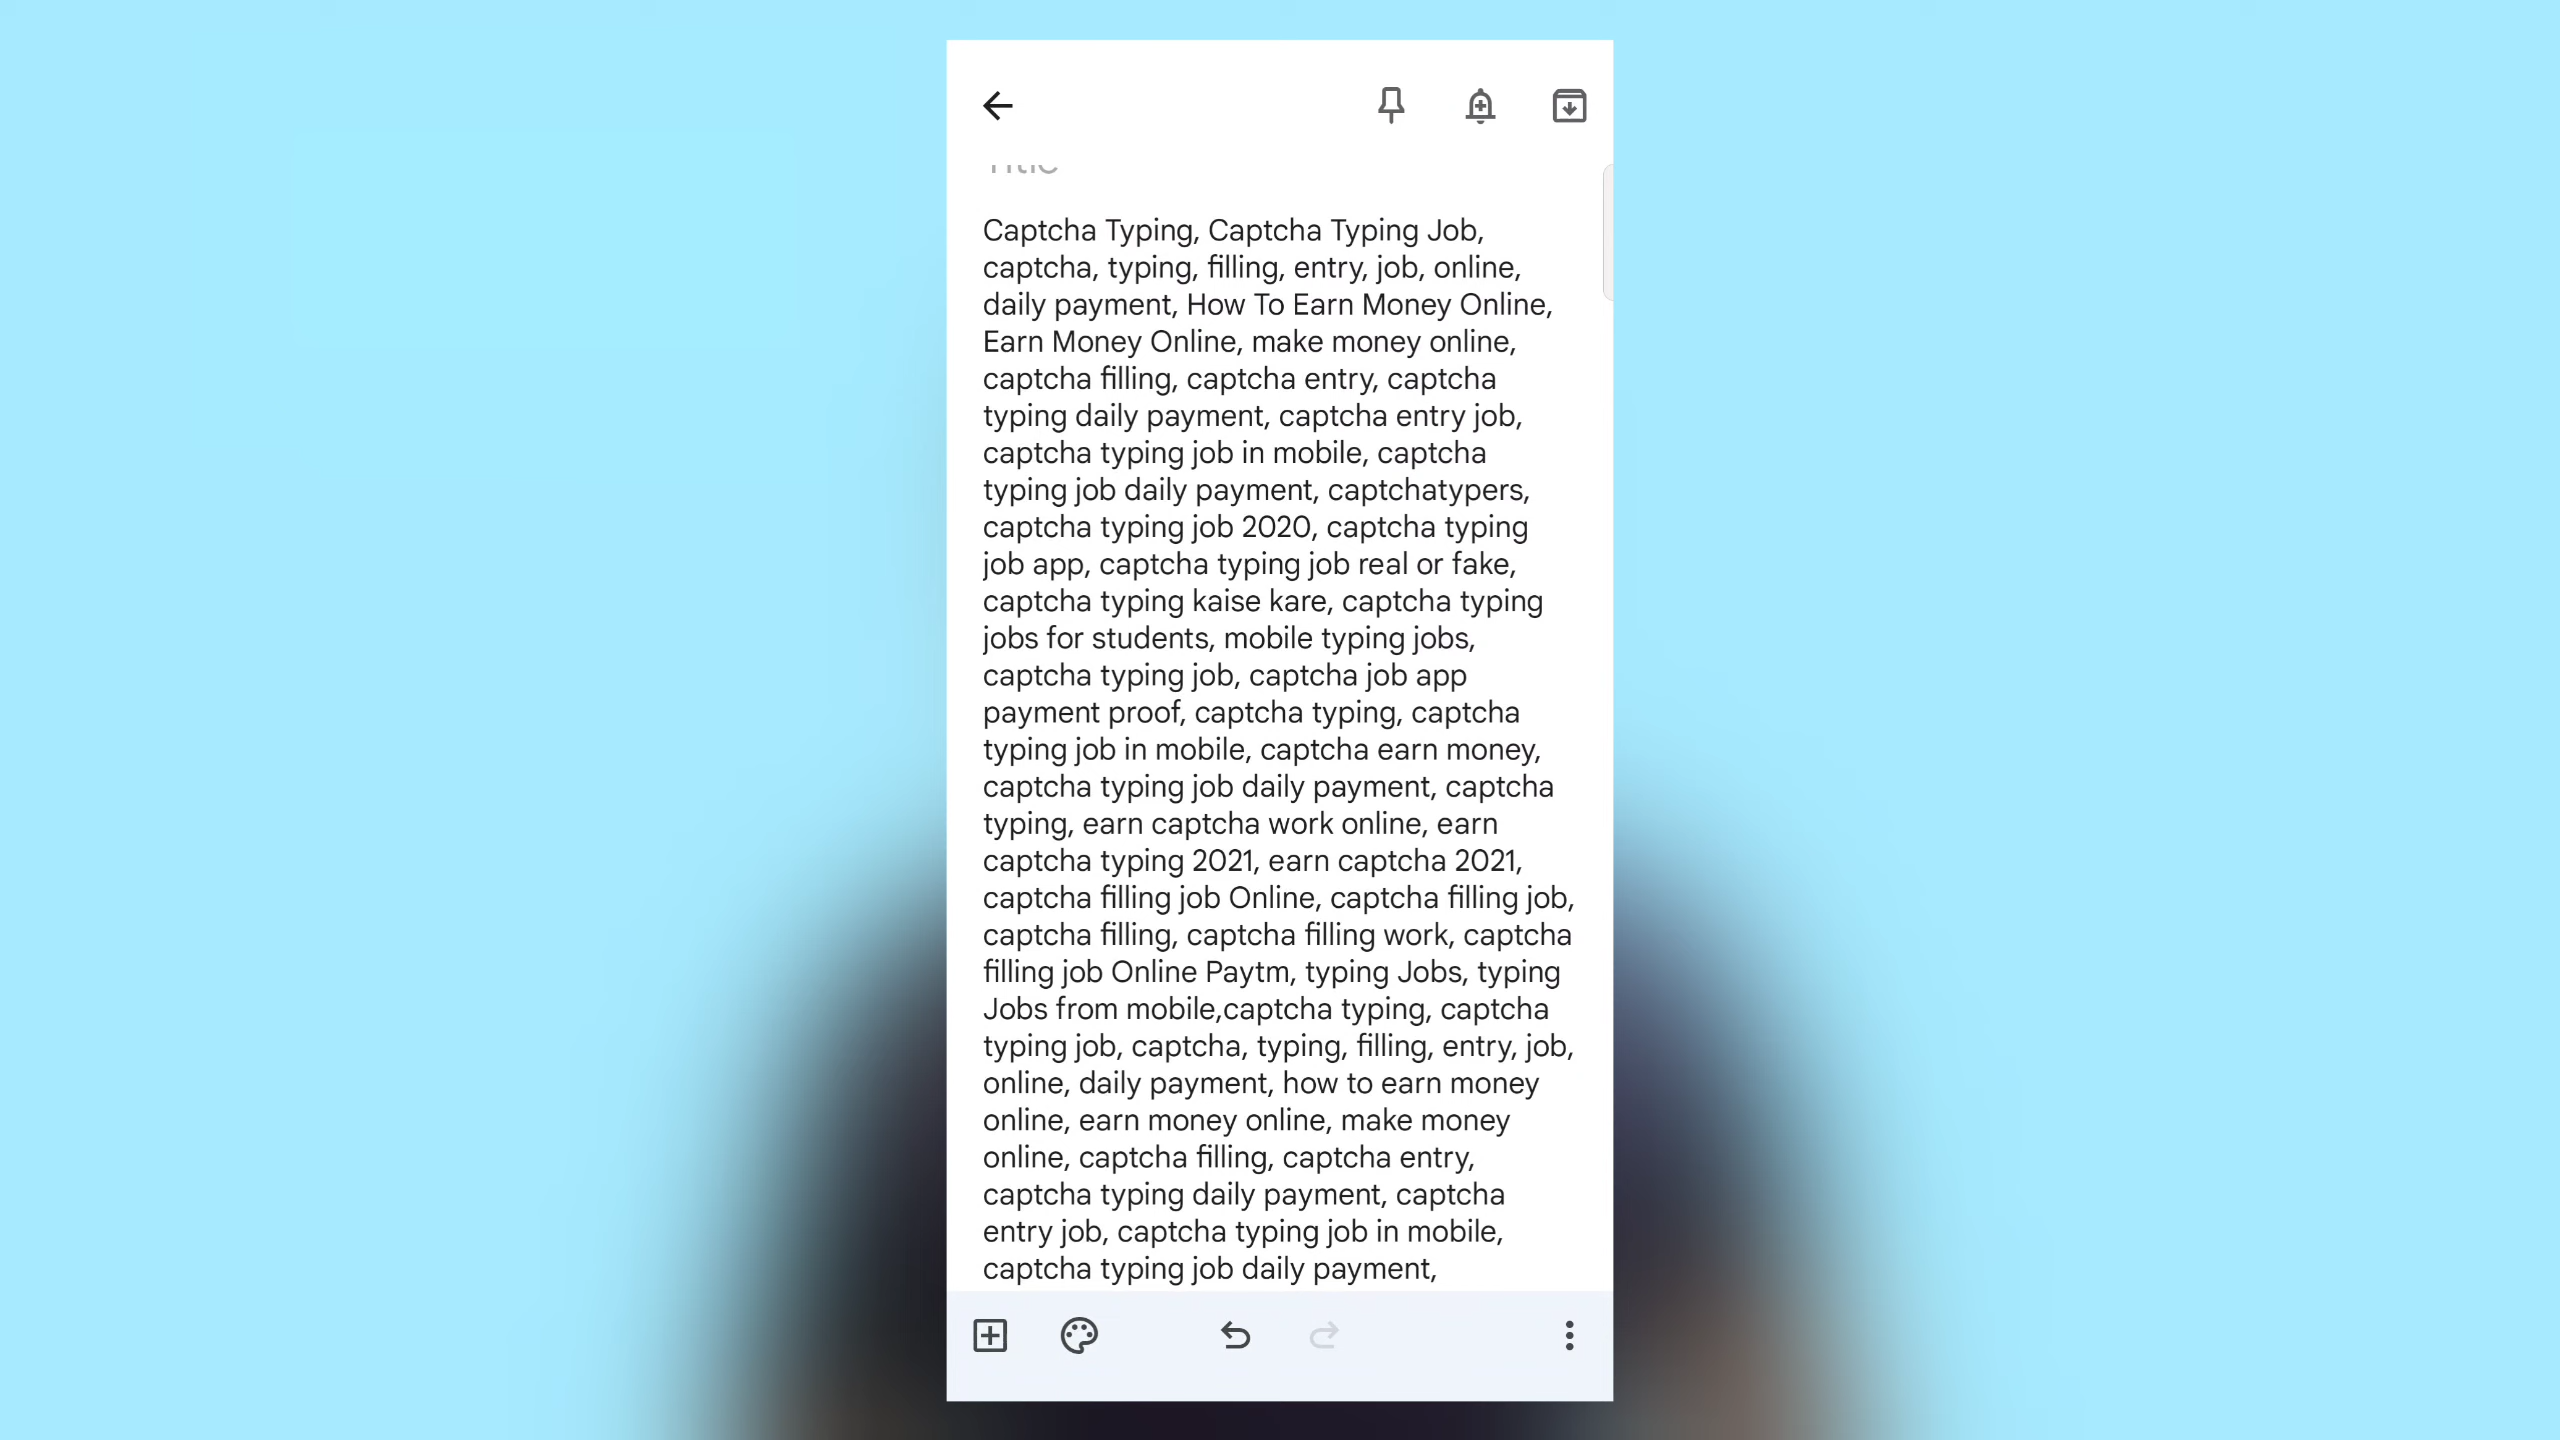 Title
Captcha Typing, Captcha Typing Job,
captcha, typing, filling, entry, job, online,
daily payment, How To Earn Money Online,
Earn Money Online, make money online,
captcha filling, captcha entry, captcha
typing daily payment, captcha entry job,
captcha typing job in mobile, captcha
typing job daily payment, captchatypers,
captcha typing job 2020, captcha typing
job app, captcha typing job real or fake,
captcha typing kaise kare, captcha typing
jobs for students, mobile typing jobs,
captcha typing job, captcha job app
payment proof, captcha typing, captcha
typing job in mobile, captcha earn money,
captcha typing job daily payment, captcha
typing, earn captcha work online, earn
captcha typing 2021, earn captcha 2021,
captcha filling job Online, captcha filling job,
captcha filling, captcha filling work, captcha
filling job Online Paytm, typing Jobs, typing
Jobs from mobile,captcha typing, captcha
typing job, captcha, typing, filling, entry, job,
online, daily payment, how to earn money
online, earn money online, make money
online, captcha filling, captcha entry,
captcha typing daily payment, captcha
entry job, captcha typing job in mobile,
captcha typing job daily payment,